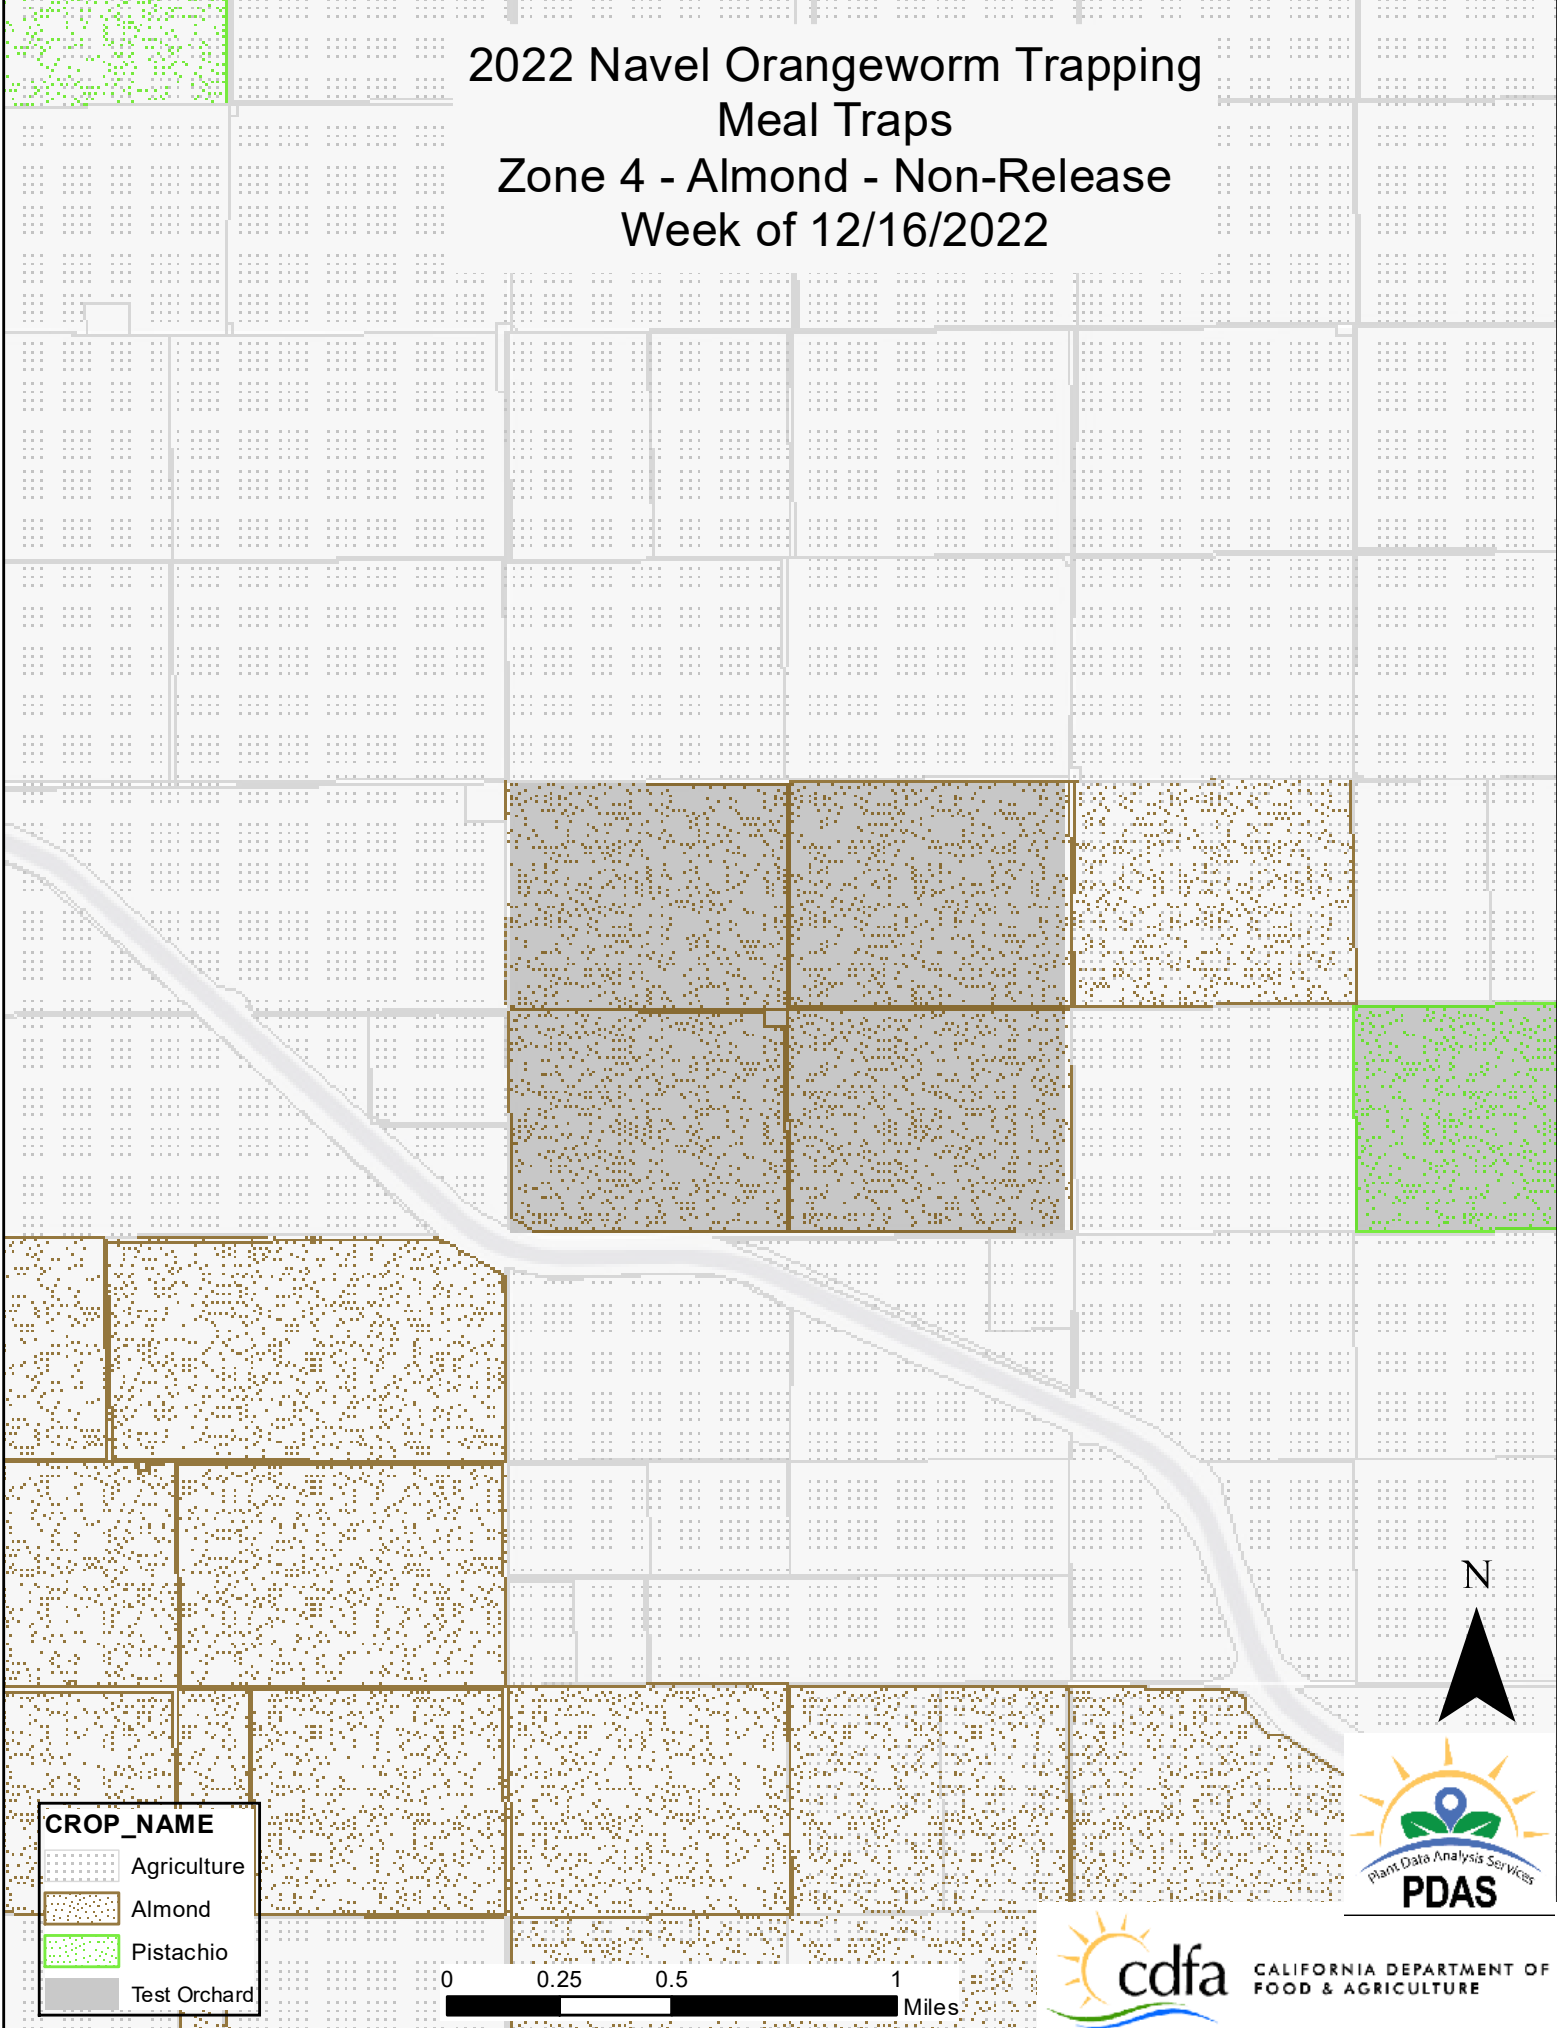 2022 Navel Orangeworm Trapping
Meal Traps
Zone 4 - Almond - Non-Release
Week of 12/16/2022
N
CROP_NAME
Agriculture
Almond
Pistachio
Test Orchard
0 0.25 0.5 1
Miles
Plant Data Analysis Services
PDAS
cdfa
CALIFORNIA DEPARTMENT OF
FOOD & AGRICULTURE